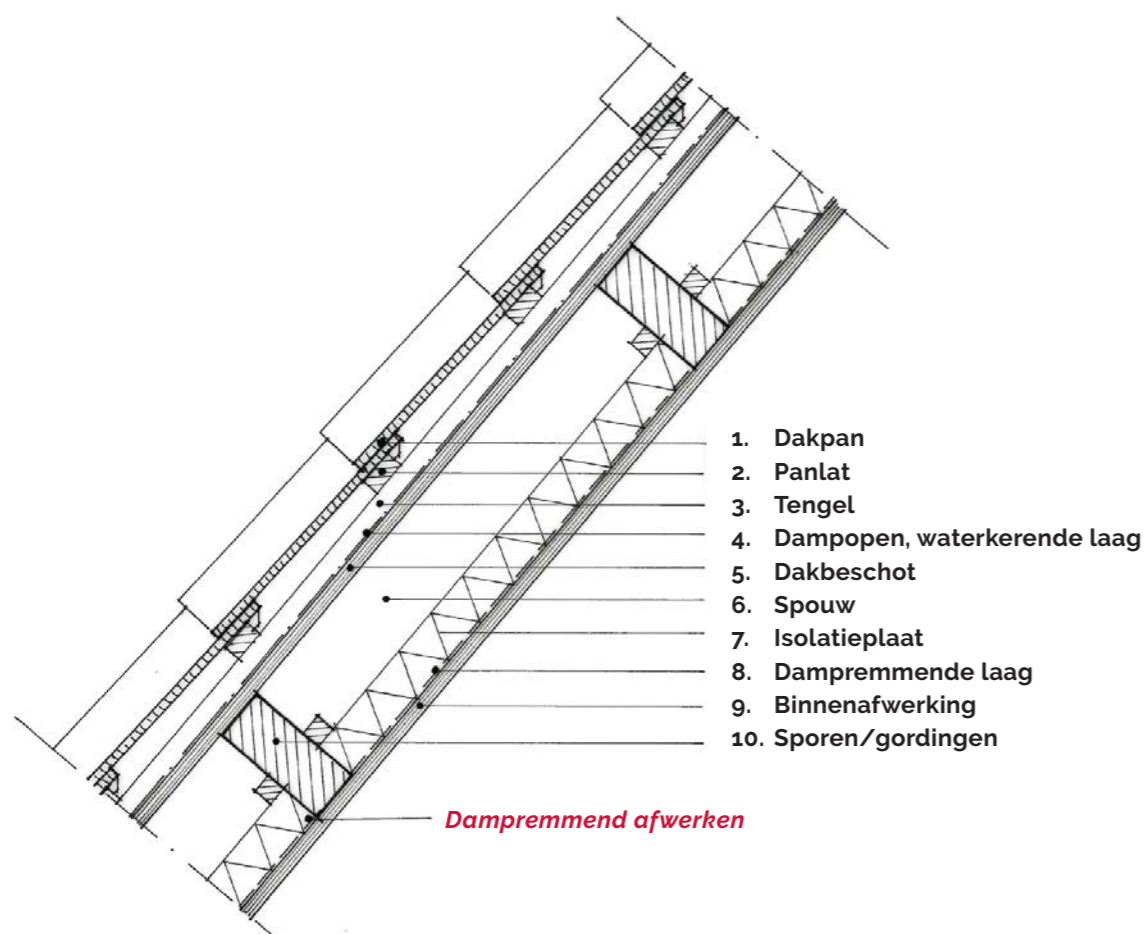 1. Dakpan
2. Panlat
3. Tengel
4. Dampopen, waterkerende laag
5. Dakbeschot
6. Spouw
7. Isolatieplaat
8. Dampremmende laag
9. Binnenafwerking
10. Sporen/gordingen
Dampremmend afwerken